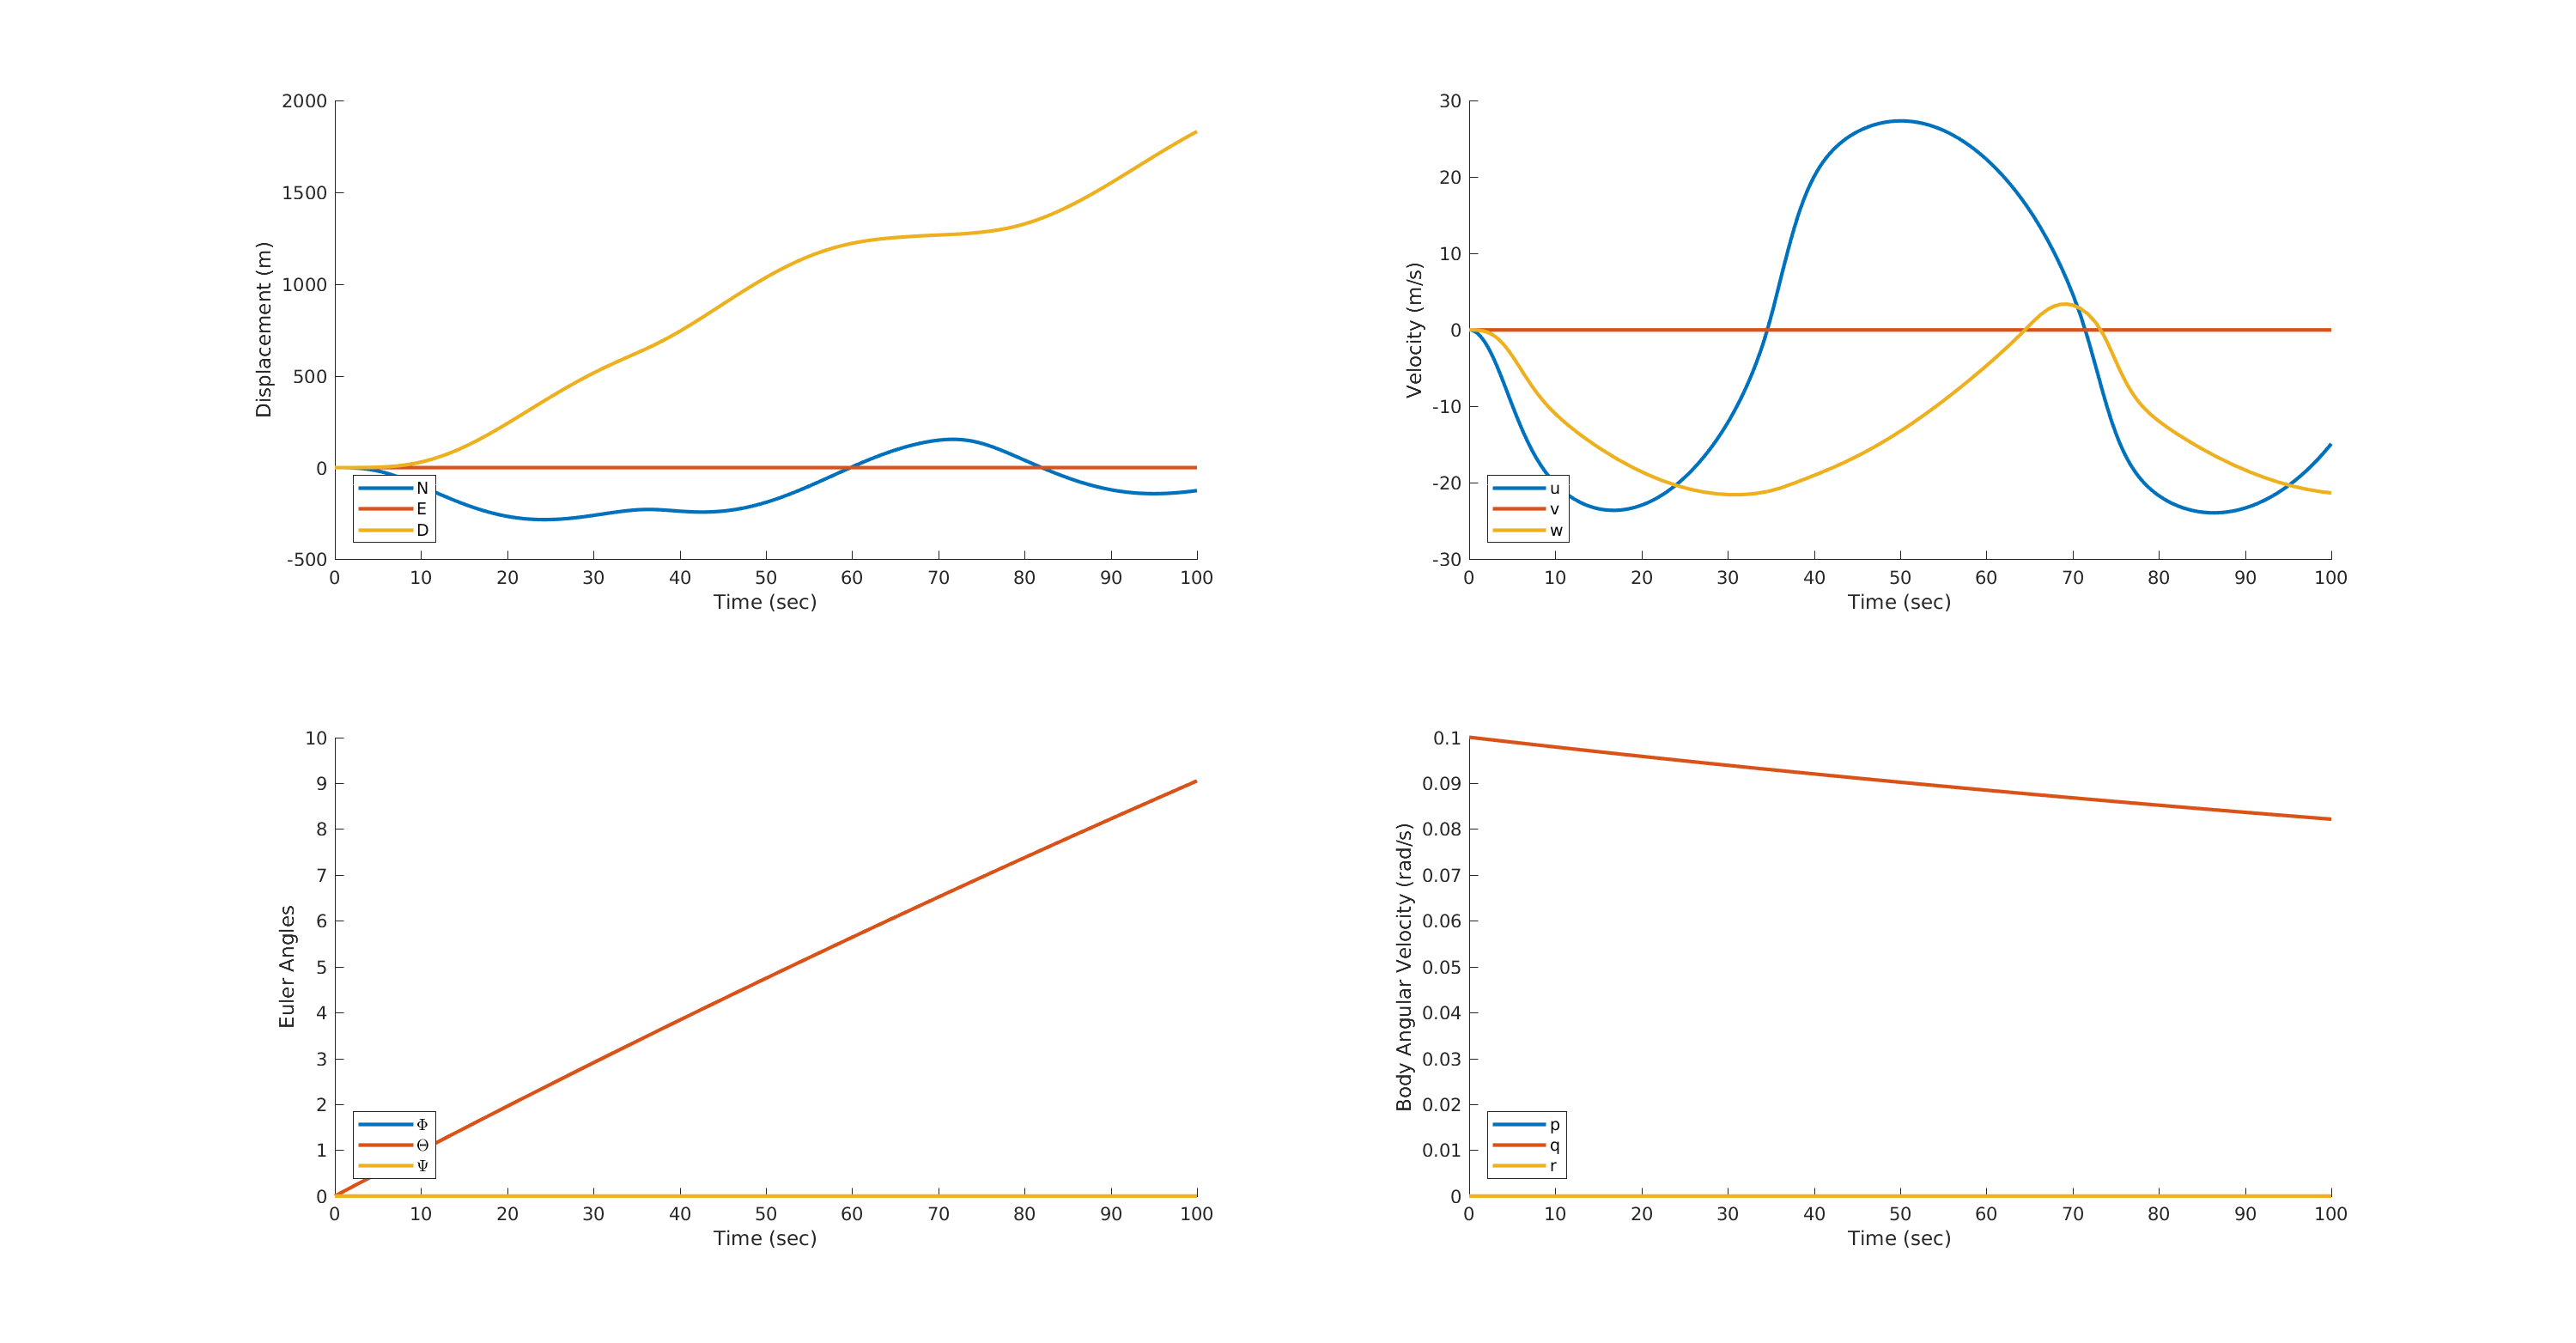 2000
1500
1000
500
0
-500
Displacement (m)
N
E
D
0 10 20 30 40 50 60 70 80 90 100
Time (sec)
30
20
10
0
-10
-20
-30
Velocity (m/s)
u
v
w
0 10 20 30 40 50 60 70 80 90 100
Time (sec)
10
9
8
7
6
5
4
3
2
1
0
Euler Angles
Φ
Θ
Ψ
0 10 20 30 40 50 60 70 80 90 100
Time (sec)
0.1
0.09
0.08
0.07
0.06
0.05
0.04
0.03
0.02
0.01
0
Body Angular Velocity (rad/s)
p
q
r
0 10 20 30 40 50 60 70 80 90 100
Time (sec)